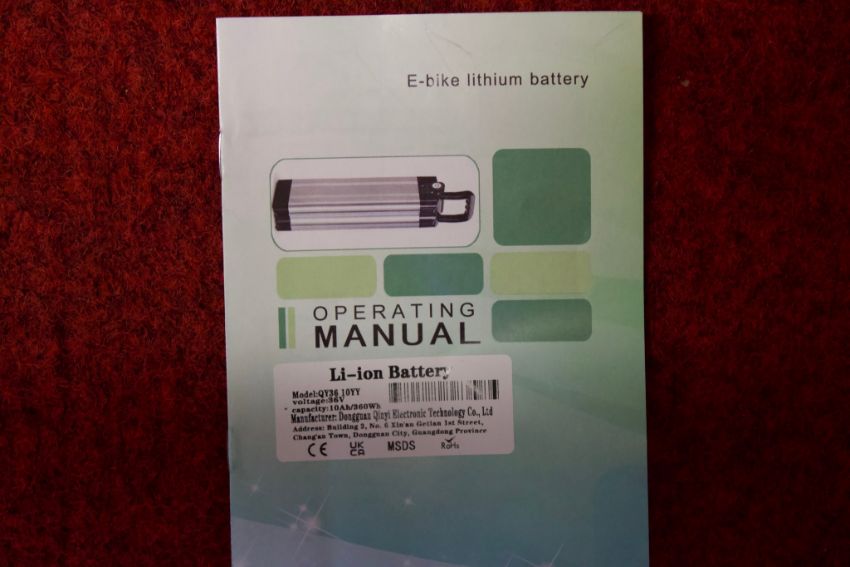 E-bike lithium battery
OPERATING
MANUAL
Li-ion Battery
Model:QY36 10YY
voltage:36V
capacity:10Ah/360Wh
Manufacturer: Dongguan Qinyi Electronic Technology Co., Ltd
Address: Building 2, No. 6 Xin'an Getian 1st Street,
Chang'an Town, Dongguan City, Guangdong Province
CE UK CA MSDS RoHS